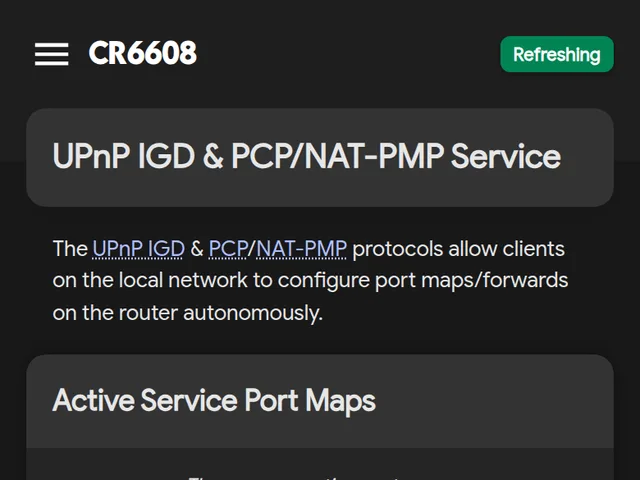 CR6608
Refreshing
UPnP IGD & PCP/NAT-PMP Service
The UPnP IGD & PCP/NAT-PMP protocols allow clients
on the local network to configure port maps/forwards
on the router autonomously.
Active Service Port Maps